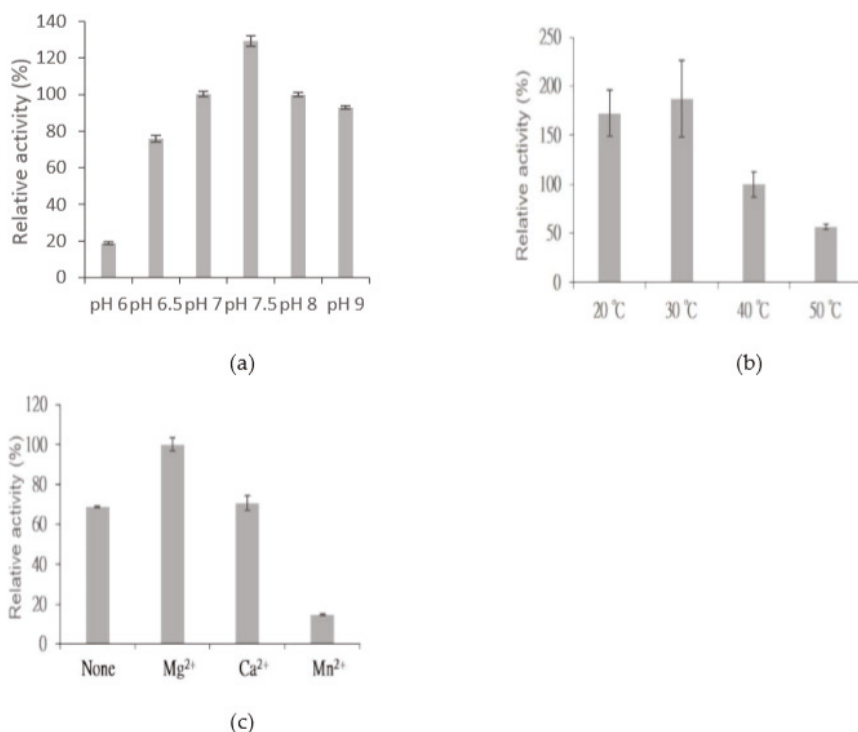 140
120
100
80
60
40
20
0
Relative activity (%)
pH 6 pH 6.5 pH 7 pH 7.5 pH 8 pH 9
(a)
250
200
150
100
50
0
Relative activity (%)
20 ℃ 30 ℃ 40 ℃ 50 ℃
(b)
120
100
80
60
40
20
0
Relative activity (%)
None Mg²⁺ Ca²⁺ Mn²⁺
(c)